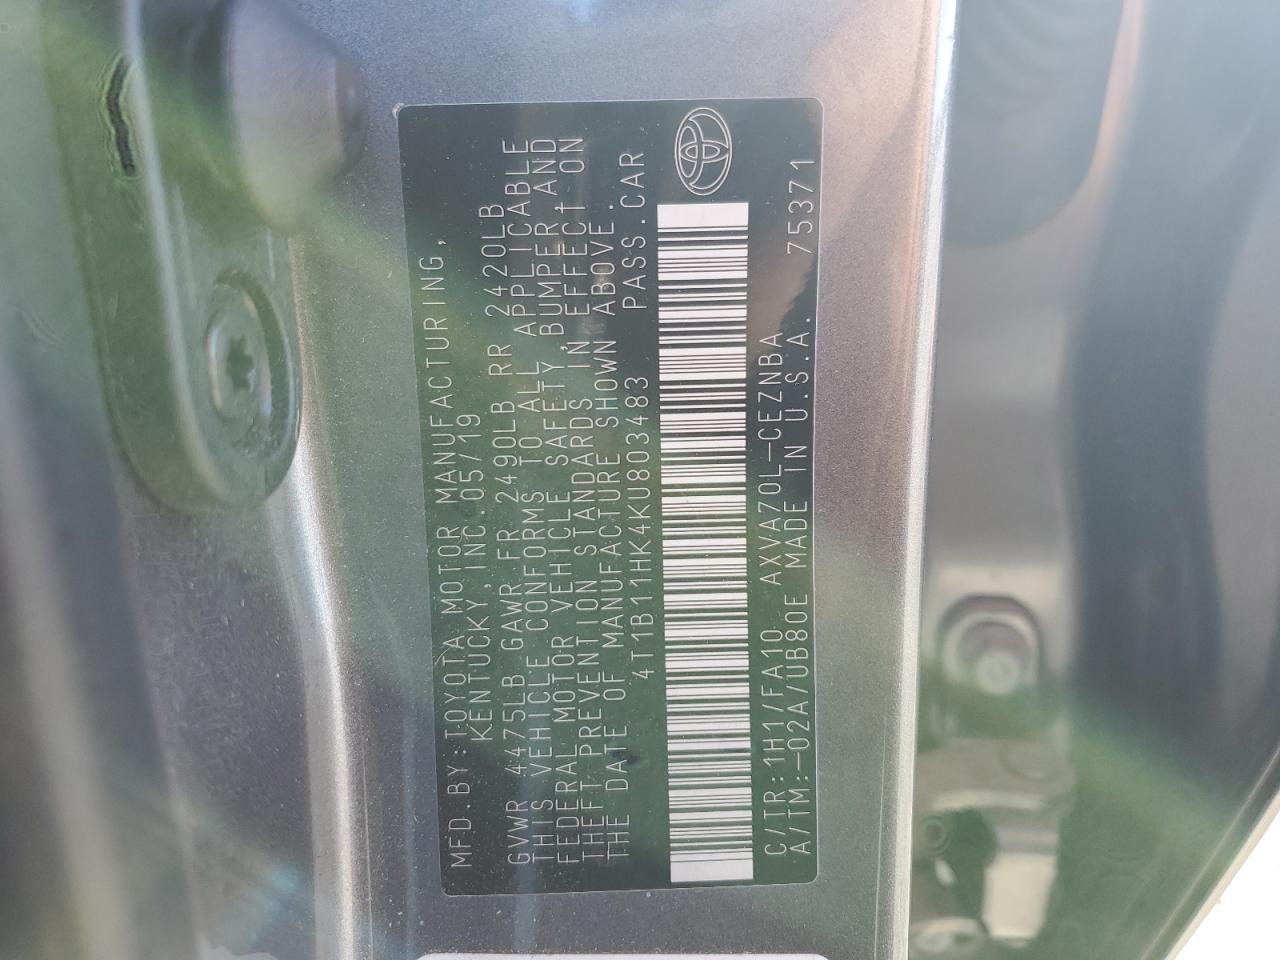 MFD.BY:TOYOTA MOTOR MANUFACTURING,
KENTUCKY,INC.05/19
GVWR 4475LB GAWR FR 2490LB RR 2420LB
THIS VEHICLE CONFORMS TO ALL APPLICABLE
FEDERAL MOTOR VEHICLE SAFETY,BUMPER,AND
THEFT PREVENTION STANDARDS IN EFFECT ON
THE DATE OF MANUFACTURE SHOWN ABOVE.
4T1B11HK4KU803483 PASS.CAR
C/TR:1H1/FA10 AXVA70L-CEZNBA
A/TM:-02A/UB80E MADE IN U.S.A. 75371